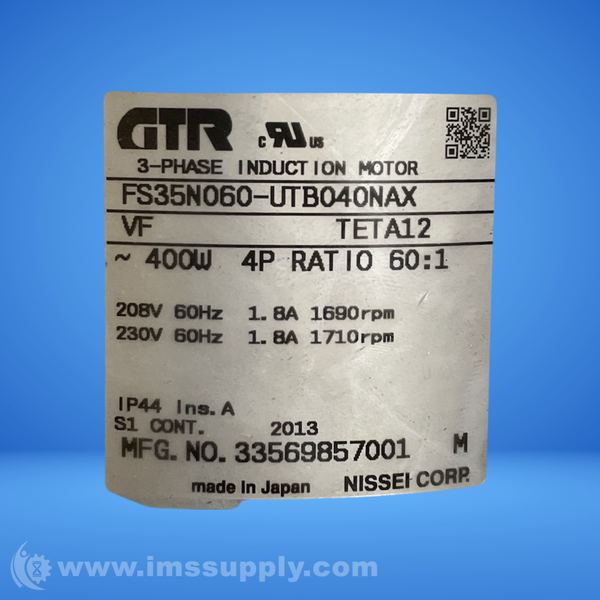 GTR c RU US
3-PHASE INDUCTION MOTOR
FS35N060-UTB040NAX
VF TETA12
~ 400W 4P RATIO 60:1
208V 60Hz 1.8A 1690rpm
230V 60Hz 1.8A 1710rpm
IP44 Ins.A
S1 CONT. 2013
MFG.NO.33569857001 M
made in Japan NISSEI CORP.
www.imssupply.com